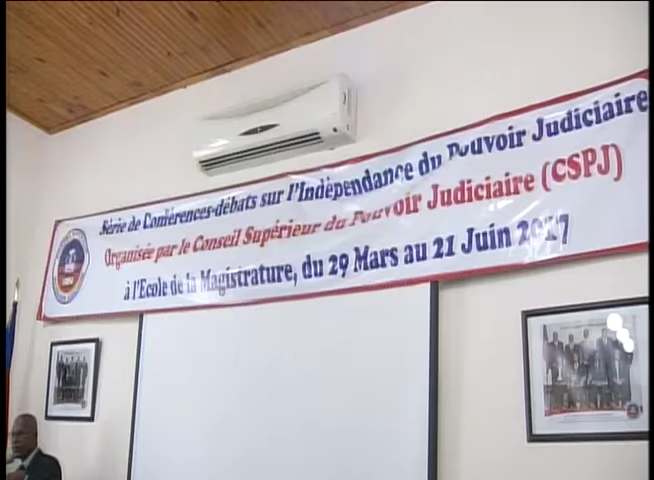 Série de Conférences-débats sur l'Indépendance du Pouvoir Judiciaire
Organisée par le Conseil Supérieur du Pouvoir Judiciaire (CSPJ)
à l'Ecole de la Magistrature, du 29 Mars au 21 Juin 2017